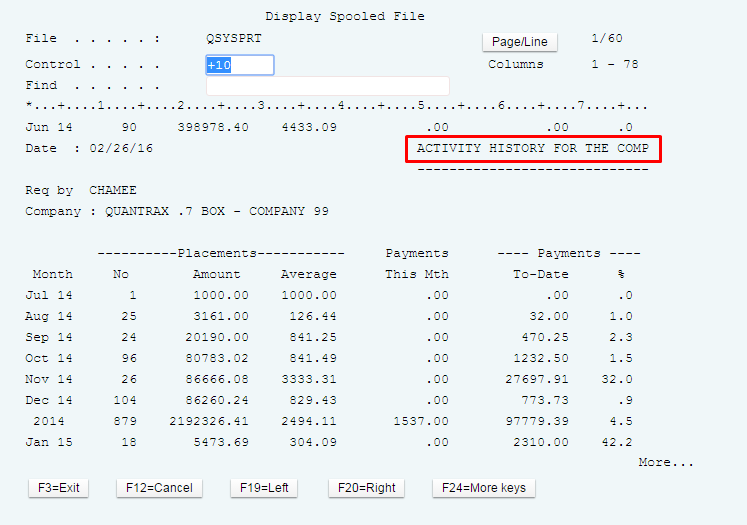 Display Spooled File
File . . . . . : QSYSPRT Page/Line 1/60
Control . . . . . +10 Columns 1 - 78
Find . . . . . .
*...+....1....+....2....+....3....+....4....+....5....+....6....+....7....+...
Jun 14 90 398978.40 4433.09 .00 .00 .0
Date : 02/26/16 ACTIVITY HISTORY FOR THE COMP
-----------------------------
Req by CHAMEE
Company : QUANTRAX .7 BOX - COMPANY 99
----------Placements----------- Payments ---- Payments ----
Month No Amount Average This Mth To-Date %
Jul 14 1 1000.00 1000.00 .00 .00 .0
Aug 14 25 3161.00 126.44 .00 32.00 1.0
Sep 14 24 20190.00 841.25 .00 470.25 2.3
Oct 14 96 80783.02 841.49 .00 1232.50 1.5
Nov 14 26 86666.08 3333.31 .00 27697.91 32.0
Dec 14 104 86260.24 829.43 .00 773.73 .9
2014 879 2192326.41 2494.11 1537.00 97779.39 4.5
Jan 15 18 5473.69 304.09 .00 2310.00 42.2
More...
F3=Exit F12=Cancel F19=Left F20=Right F24=More keys